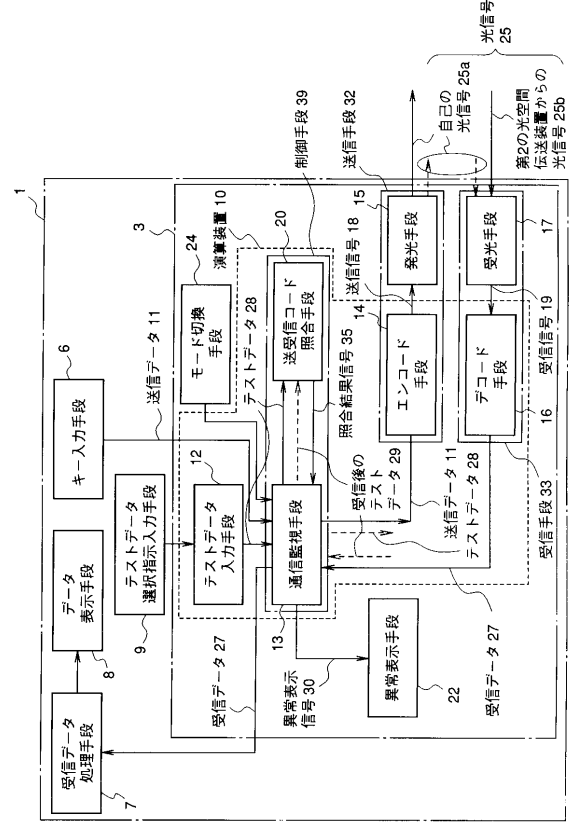 1
3
6
キー入力手段
送信データ 11
24
モード切換
手段
演算装置 10
テストデータ 28
制御手段 39
送信手段 32
光信号
25
自己の
光信号 25a
第2の光空間
伝送装置からの
光信号 25b
データ
表示手段
8
テストデータ
選択指示入力手段
9
12
テストデータ
入力手段
20
送受信コード
照合手段
照合結果信号 35
送信信号 18
15
発光手段
14
エンコード
手段
17
受光手段
受信信号 19
デコード
手段
16
受信データ
処理手段
7
受信データ 27
13
通信監視手段
受信後の
テスト
データ 29
送信データ 11
テストデータ 28
受信手段 33
異常表示
信号 30
異常表示手段
22
受信データ 27